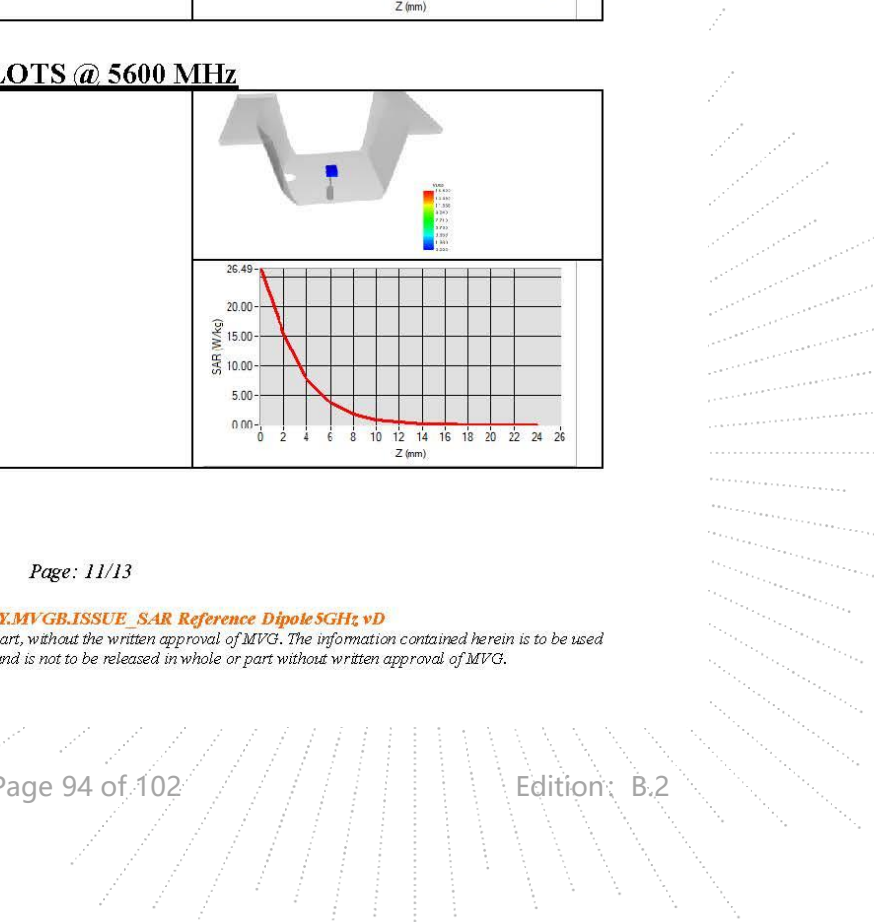 Z (mm)
LOTS @ 5600 MHz
26.49
20.00
15.00
10.00
5.00
0.00
SAR (W/kg)
0 2 4 6 8 10 12 14 16 18 20 22 24 26
Z (mm)
Page: 11/13
Y.MVGB.ISSUE_SAR Reference Dipole 5GHz vD
art, without the written approval of MVG. The information contained herein is to be used
and is not to be released in whole or part without written approval of MVG.
Page 94 of 102
Edition: B.2